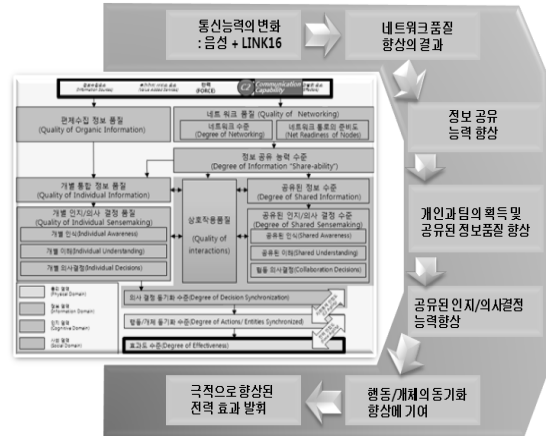 통신능력의 변화
: 음성 + LINK16
네트워크품질
향상의 결과
정보 공유
능력 향상
개인과 팀의 획득 및
공유된 정보품질 향상
공유된 인지/의사결정
능력향상
행동/개체의 동기화
향상에 기여
극적으로 향상된
전력 효과 발휘
(FORCE)
C2
Communication
Capability
편제수집 정보 품질
(Quality of Organic Information)
네트 워크 품질 (Quality of Networking)
네트워크 수준
(Degree of Networking)
네트워크 통로의 준비도
(Net Readiness of Nodes)
정보 공유 능력 수준
(Degree of Information "Share-ability")
개별 통합 정보 품질
(Quality of Individual Information)
공유된 정보 수준
(Degree of Shared Information)
개별 인지/의사 결정 품질
(Quality of Individual Sensemaking)
개별 인식(Individual Awareness)
개별 이해(Individual Understanding)
개별 의사결정(Individual Decisions)
상호작용품질
(Quality of
interactions)
공유된 인지/의사 결정 수준
(Degree of Shared Sensemaking)
공유된 인식(Shared Awareness)
공유된 이해(Shared Understanding)
협동 의사결정(Collaboration Decisions)
의사 결정 동기화 수준(Degree of Decision Synchronization)
행동/개체 동기화 수준(Degree of Actions/ Entities Synchronized)
효과도 수준(Degree of Effectiveness)
(Physical Domain)
(Information Domain)
(Cognitive Domain)
(Social Domain)